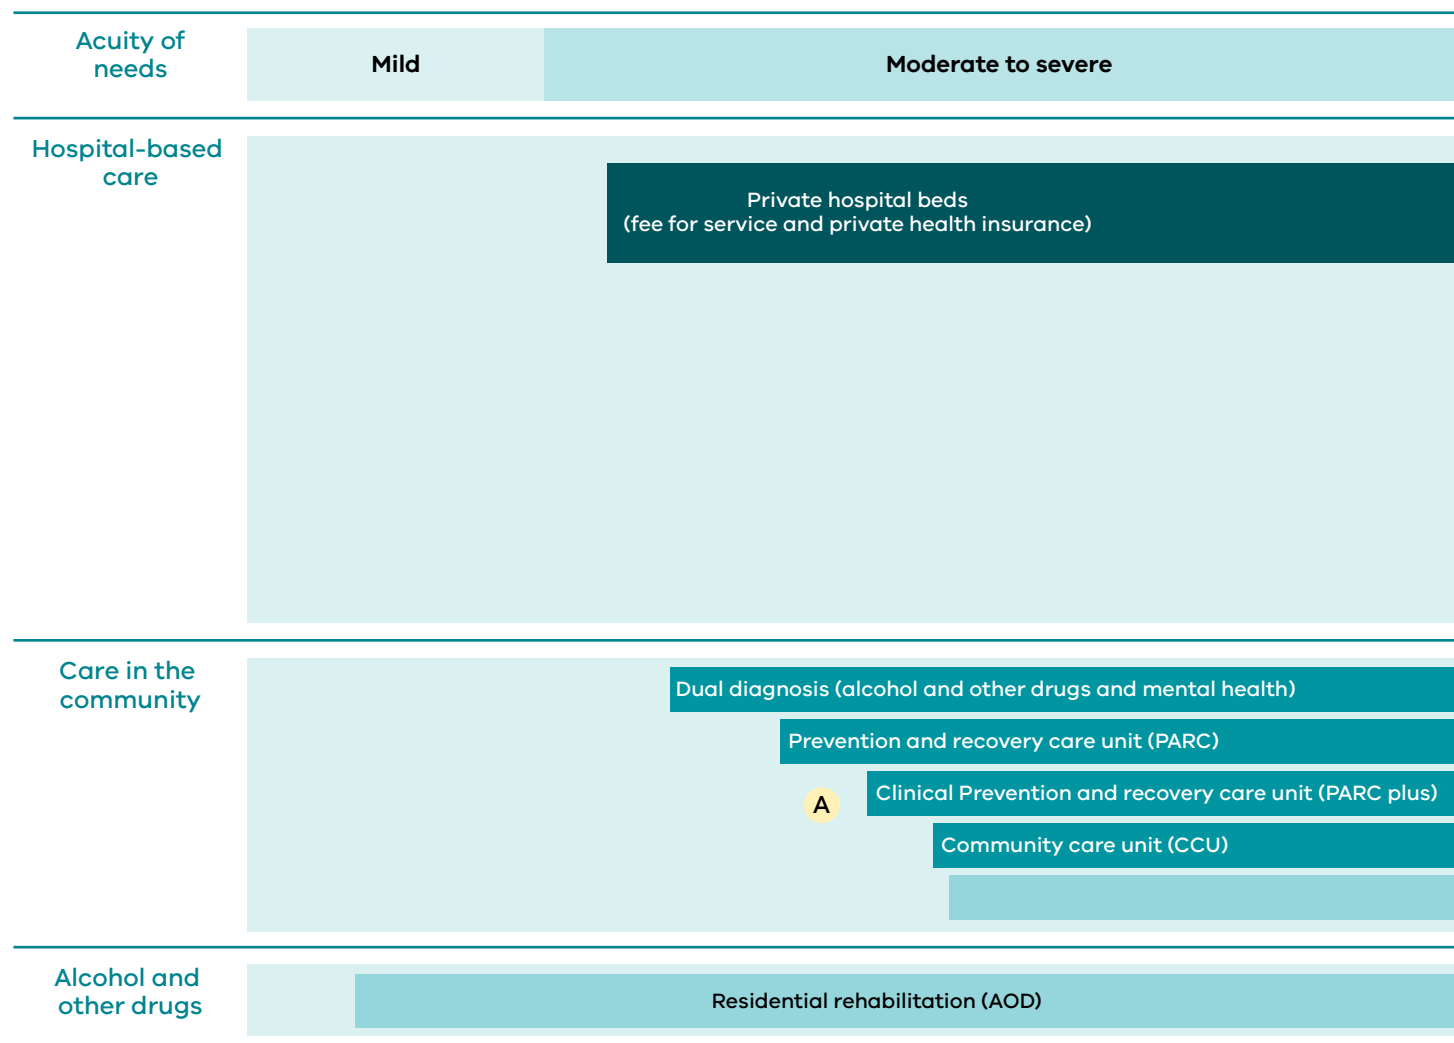 Acuity of
needs
Mild
Moderate to severe
Hospital-based
care
Private hospital beds
(fee for service and private health insurance)
Care in the
community
Dual diagnosis (alcohol and other drugs and mental health)
Prevention and recovery care unit (PARC)
A
Clinical Prevention and recovery care unit (PARC plus)
Community care unit (CCU)
Alcohol and
other drugs
Residential rehabilitation (AOD)